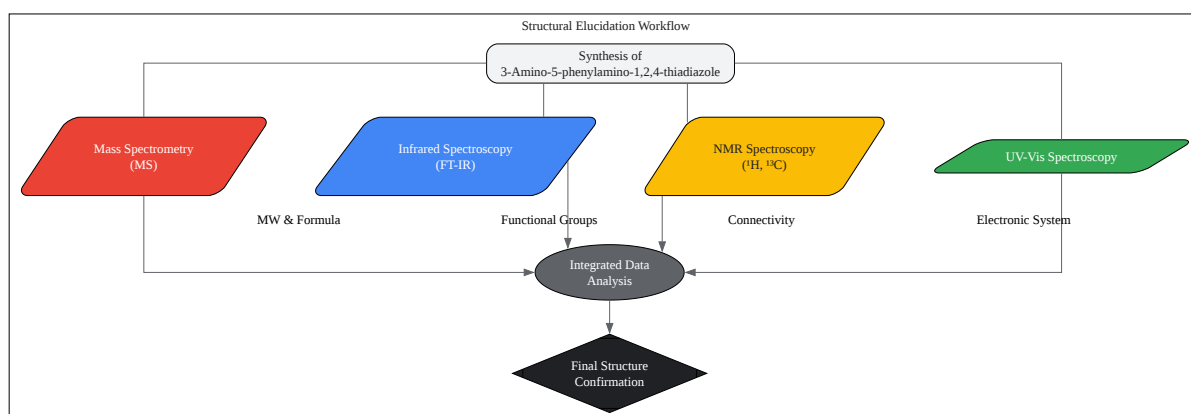 Structural Elucidation Workflow
Synthesis of
3-Amino-5-phenylamino-1,2,4-thiadiazole
Mass Spectrometry
(MS)
Infrared Spectroscopy
(FT-IR)
NMR Spectroscopy
(¹H, ¹³C)
UV-Vis Spectroscopy
MW & Formula
Functional Groups
Connectivity
Electronic System
Integrated Data
Analysis
Final Structure
Confirmation